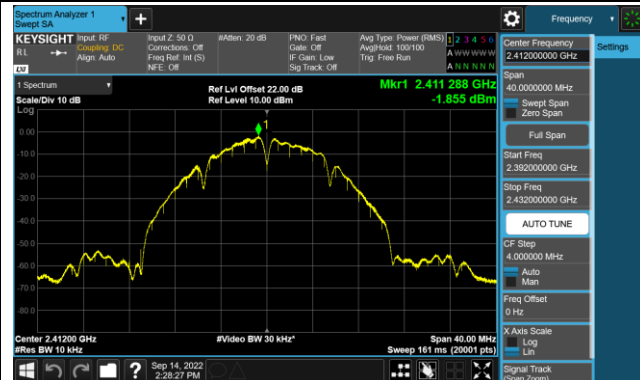 Spectrum Analyzer 1
Swept SA
Frequency
KEYSIGHT Input: RF Input Z: 50 Ω #Atten: 20 dB PNO: Fast Avg Type: Power (RMS) 1 2 3 4 5 6
RL Coupling: DC Corrections: Off Gate: Off Avg|Hold: 100/100 A W W W W W
Align: Auto Freq Ref: Int (S) IF Gain: Low Trig: Free Run
NFE: Off Sig Track: Off A N N N N N
LXI
1 Spectrum Ref Lvl Offset 22.00 dB Mkr1 2.411 288 GHz
Scale/Div 10 dB Ref Level 10.00 dBm -1.855 dBm
Log
1
0.00
-10.0
-20.0
-30.0
-40.0
-50.0
-60.0
-70.0
-80.0
Center 2.41200 GHz #Video BW 30 kHz* Span 40.00 MHz
#Res BW 10 kHz Sweep 161 ms (20001 pts)
Sep 14, 2022
2:28:27 PM
Center Frequency
2.412000000 GHz
Settings
Span
40.0000000 MHz
Swept Span
Zero Span
Full Span
Start Freq
2.392000000 GHz
Stop Freq
2.432000000 GHz
AUTO TUNE
CF Step
4.000000 MHz
Auto
Man
Freq Offset
0 Hz
X Axis Scale
Log
Lin
Signal Track
(Span Zoom)